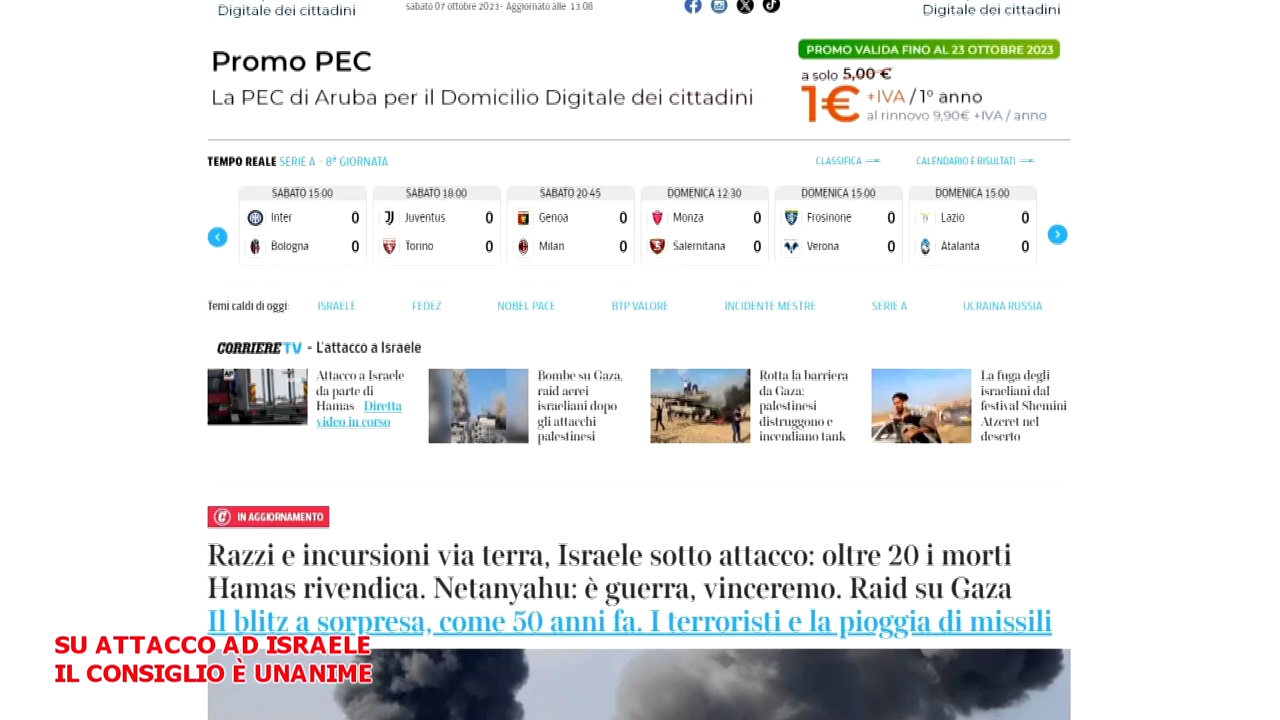 Digitale dei cittadini
sabato 07 ottobre 2023 - Aggiornato alle 13:08
Digitale dei cittadini
Promo PEC
La PEC di Aruba per il Domicilio Digitale dei cittadini
PROMO VALIDA FINO AL 23 OTTOBRE 2023
a solo 5,00 €
1€ +IVA / 1° anno
al rinnovo 9,90€ +IVA / anno
TEMPO REALE SERIE A - 8ª GIORNATA
CLASSIFICA
CALENDARIO E RISULTATI
SABATO 15:00
Inter 0
Bologna 0
SABATO 18:00
Juventus 0
Torino 0
SABATO 20:45
Genoa 0
Milan 0
DOMENICA 12:30
Monza 0
Salernitana 0
DOMENICA 15:00
Frosinone 0
Verona 0
DOMENICA 15:00
Lazio 0
Atalanta 0
Temi caldi di oggi: ISRAELE FEDEZ NOBEL PACE BTP VALORE INCIDENTE MESTRE SERIE A UCRAINA RUSSIA
CORRIERE TV - L'attacco a Israele
AP
Attacco a Israele
da parte di
Hamas - Diretta
video in corso
Bombe su Gaza,
raid aerei
israeliani dopo
gli attacchi
palestinesi
Rotta la barriera
da Gaza:
palestinesi
distruggono e
incendiano tank
La fuga degli
israeliani dal
festival Shemini
Atzeret nel
deserto
C IN AGGIORNAMENTO
Razzi e incursioni via terra, Israele sotto attacco: oltre 20 i morti
Hamas rivendica. Netanyahu: è guerra, vinceremo. Raid su Gaza
Il blitz a sorpresa, come 50 anni fa. I terroristi e la pioggia di missili
SU ATTACCO AD ISRAELE
IL CONSIGLIO È UNANIME